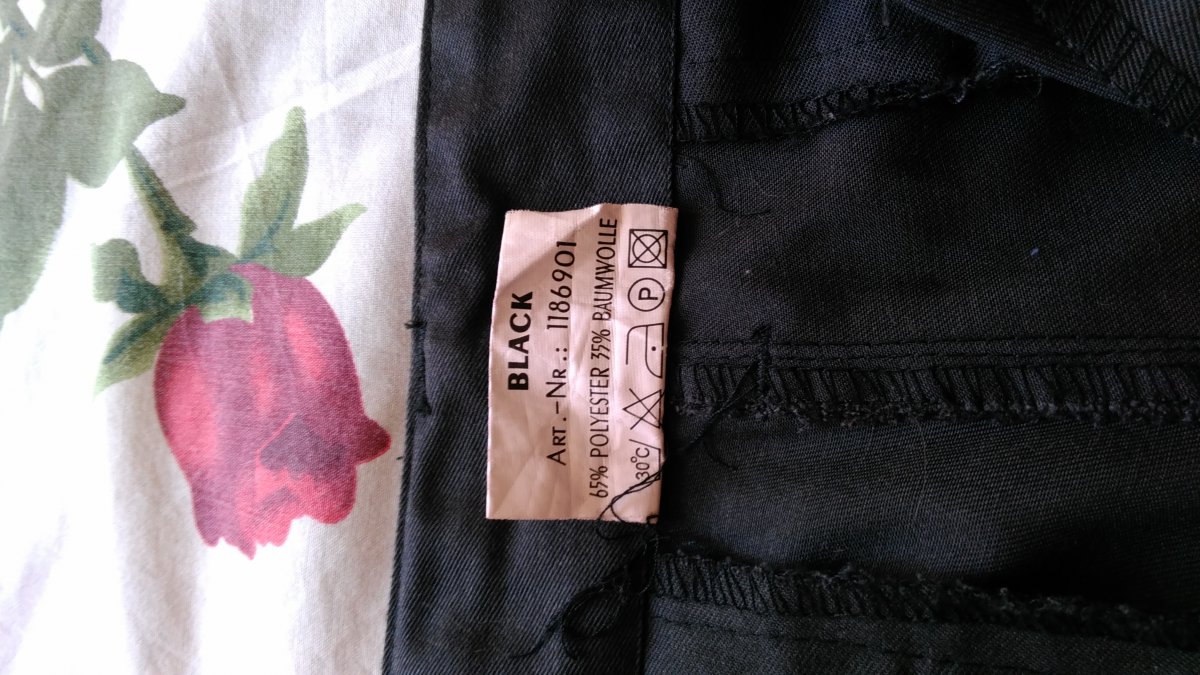 BLACK
ART.-NR.: 1186901
65% POLYESTER 35% BAUMWOLLE
30°C
P